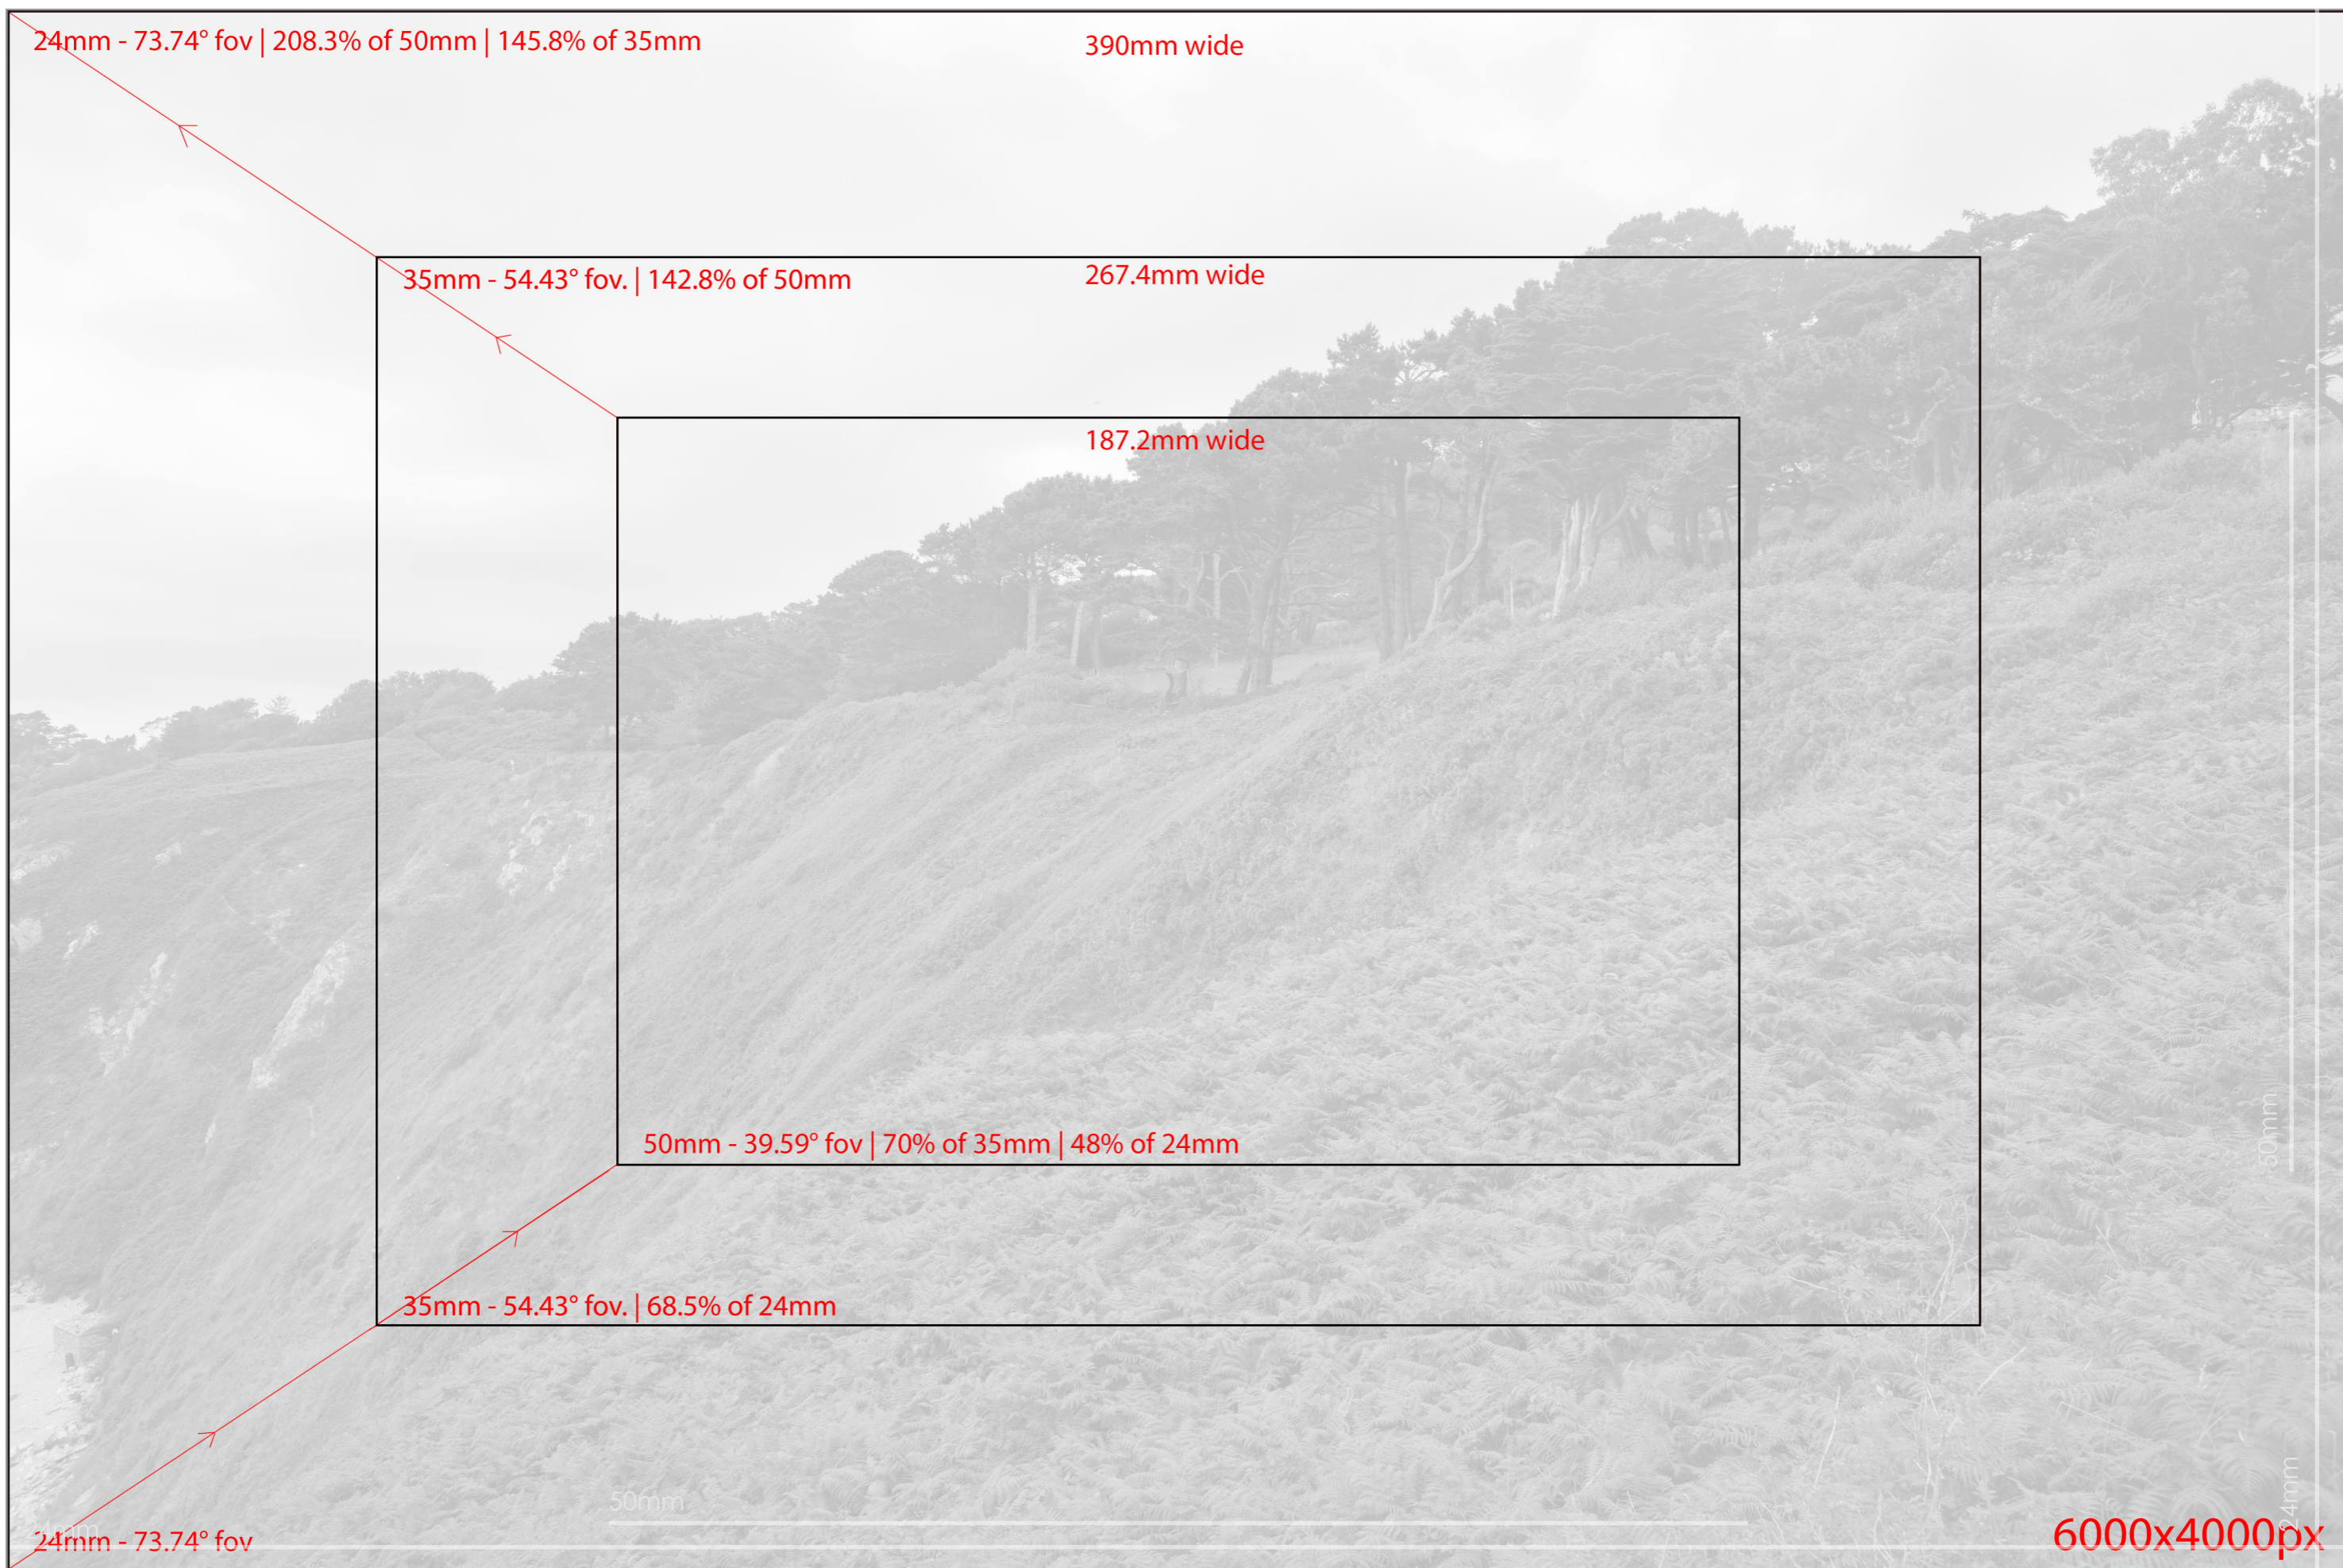 24mm - 73.74° fov | 208.3% of 50mm | 145.8% of 35mm
390mm wide
35mm - 54.43° fov. | 142.8% of 50mm
267.4mm wide
187.2mm wide
50mm
50mm - 39.59° fov | 70% of 35mm | 48% of 24mm
35mm - 54.43° fov. | 68.5% of 24mm
50mm
24mm
24mm - 73.74° fov
6000x4000px